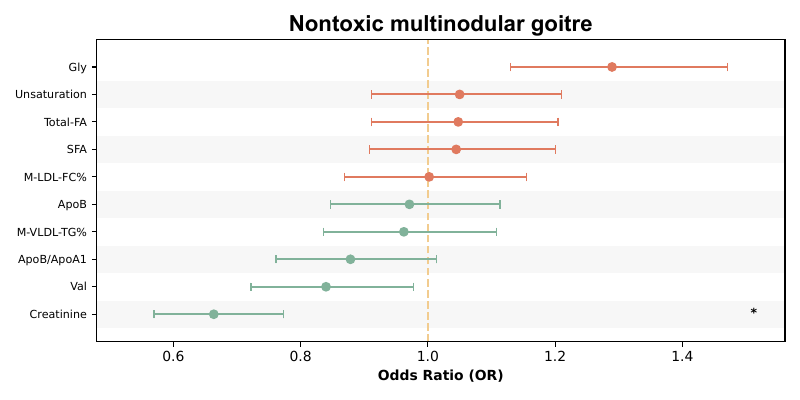 Nontoxic multinodular goitre
Gly
Unsaturation
Total-FA
SFA
M-LDL-FC%
ApoB
M-VLDL-TG%
ApoB/ApoA1
Val
Creatinine *
0.6 0.8 1.0 1.2 1.4
Odds Ratio (OR)